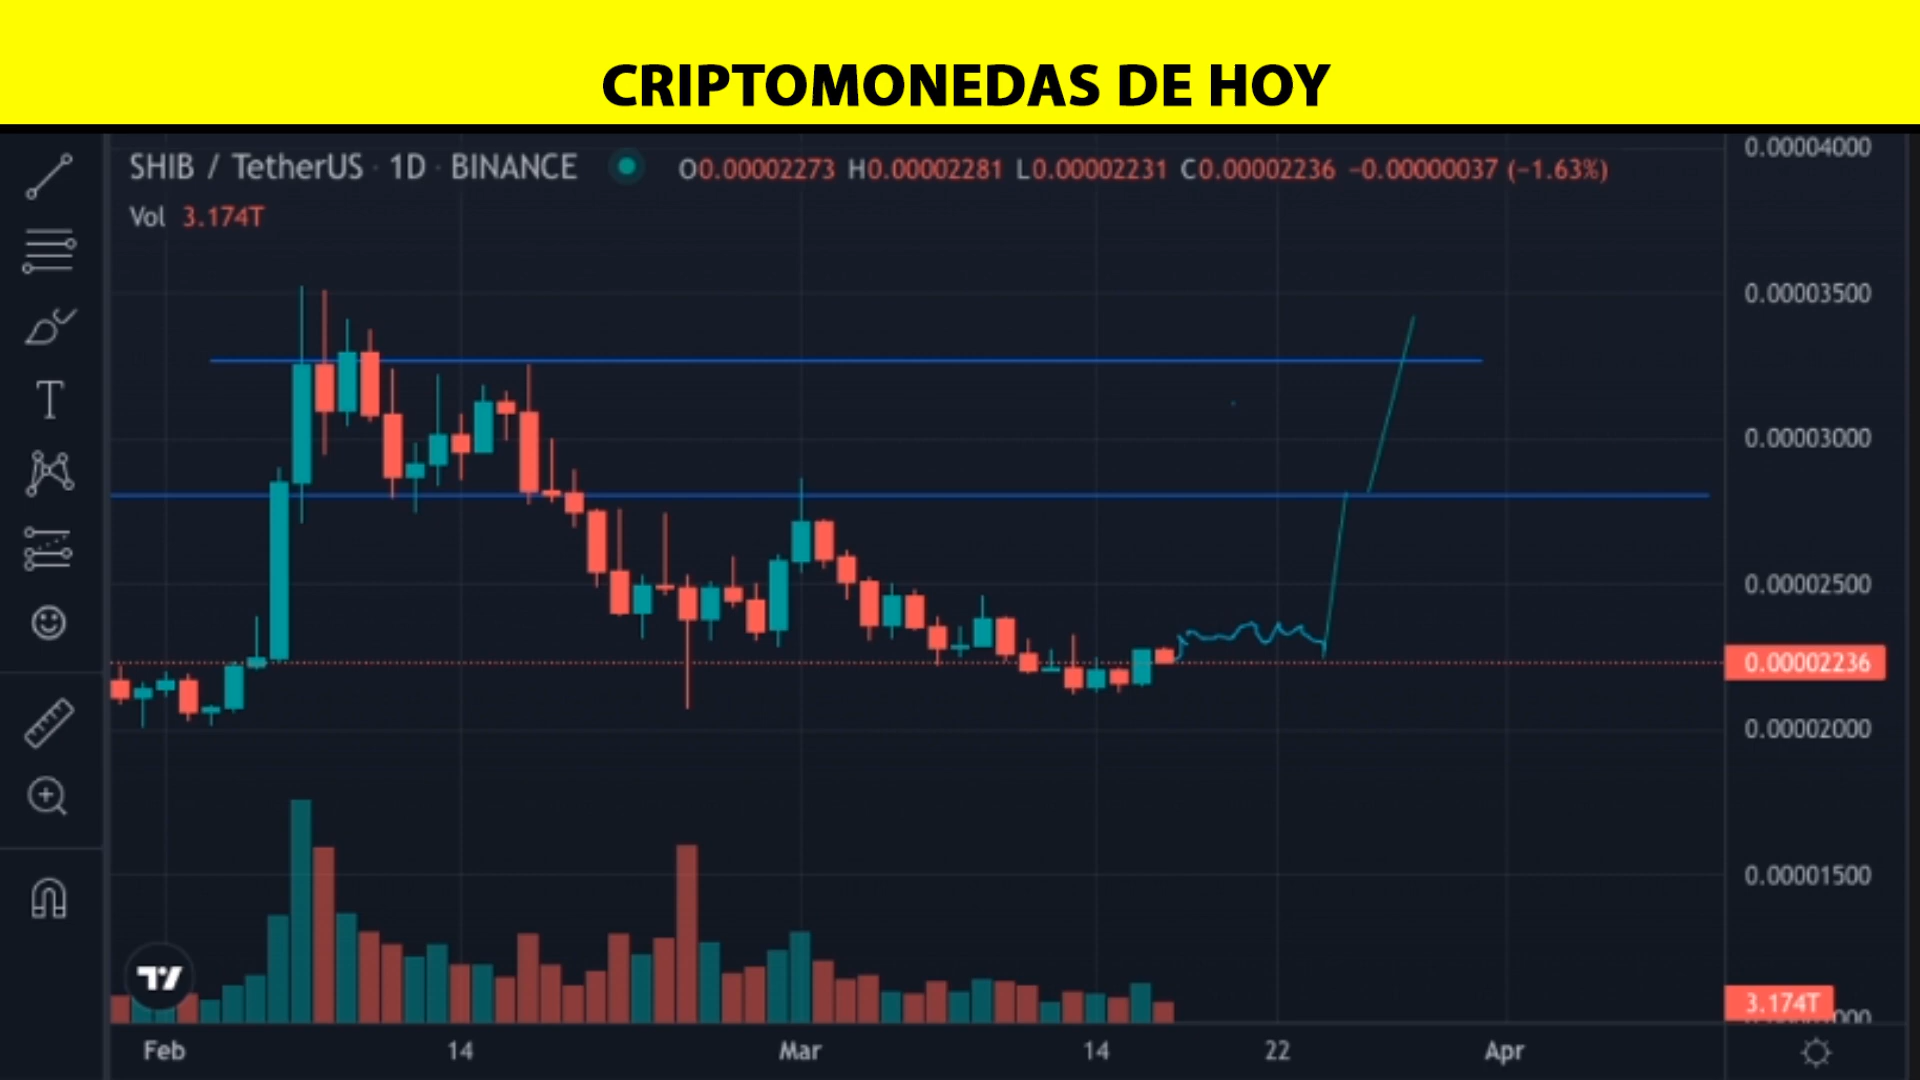 CRIPTOMONEDAS DE HOY
SHIB / TetherUS · 1D · BINANCE O0.00002273 H0.00002281 L0.00002231 C0.00002236 −0.00000037 (−1.63%)
Vol 3.174T
0.00004000
0.00003500
0.00003000
0.00002500
0.00002236
0.00002000
0.00001500
3.174T
Feb 14 Mar 14 22 Apr